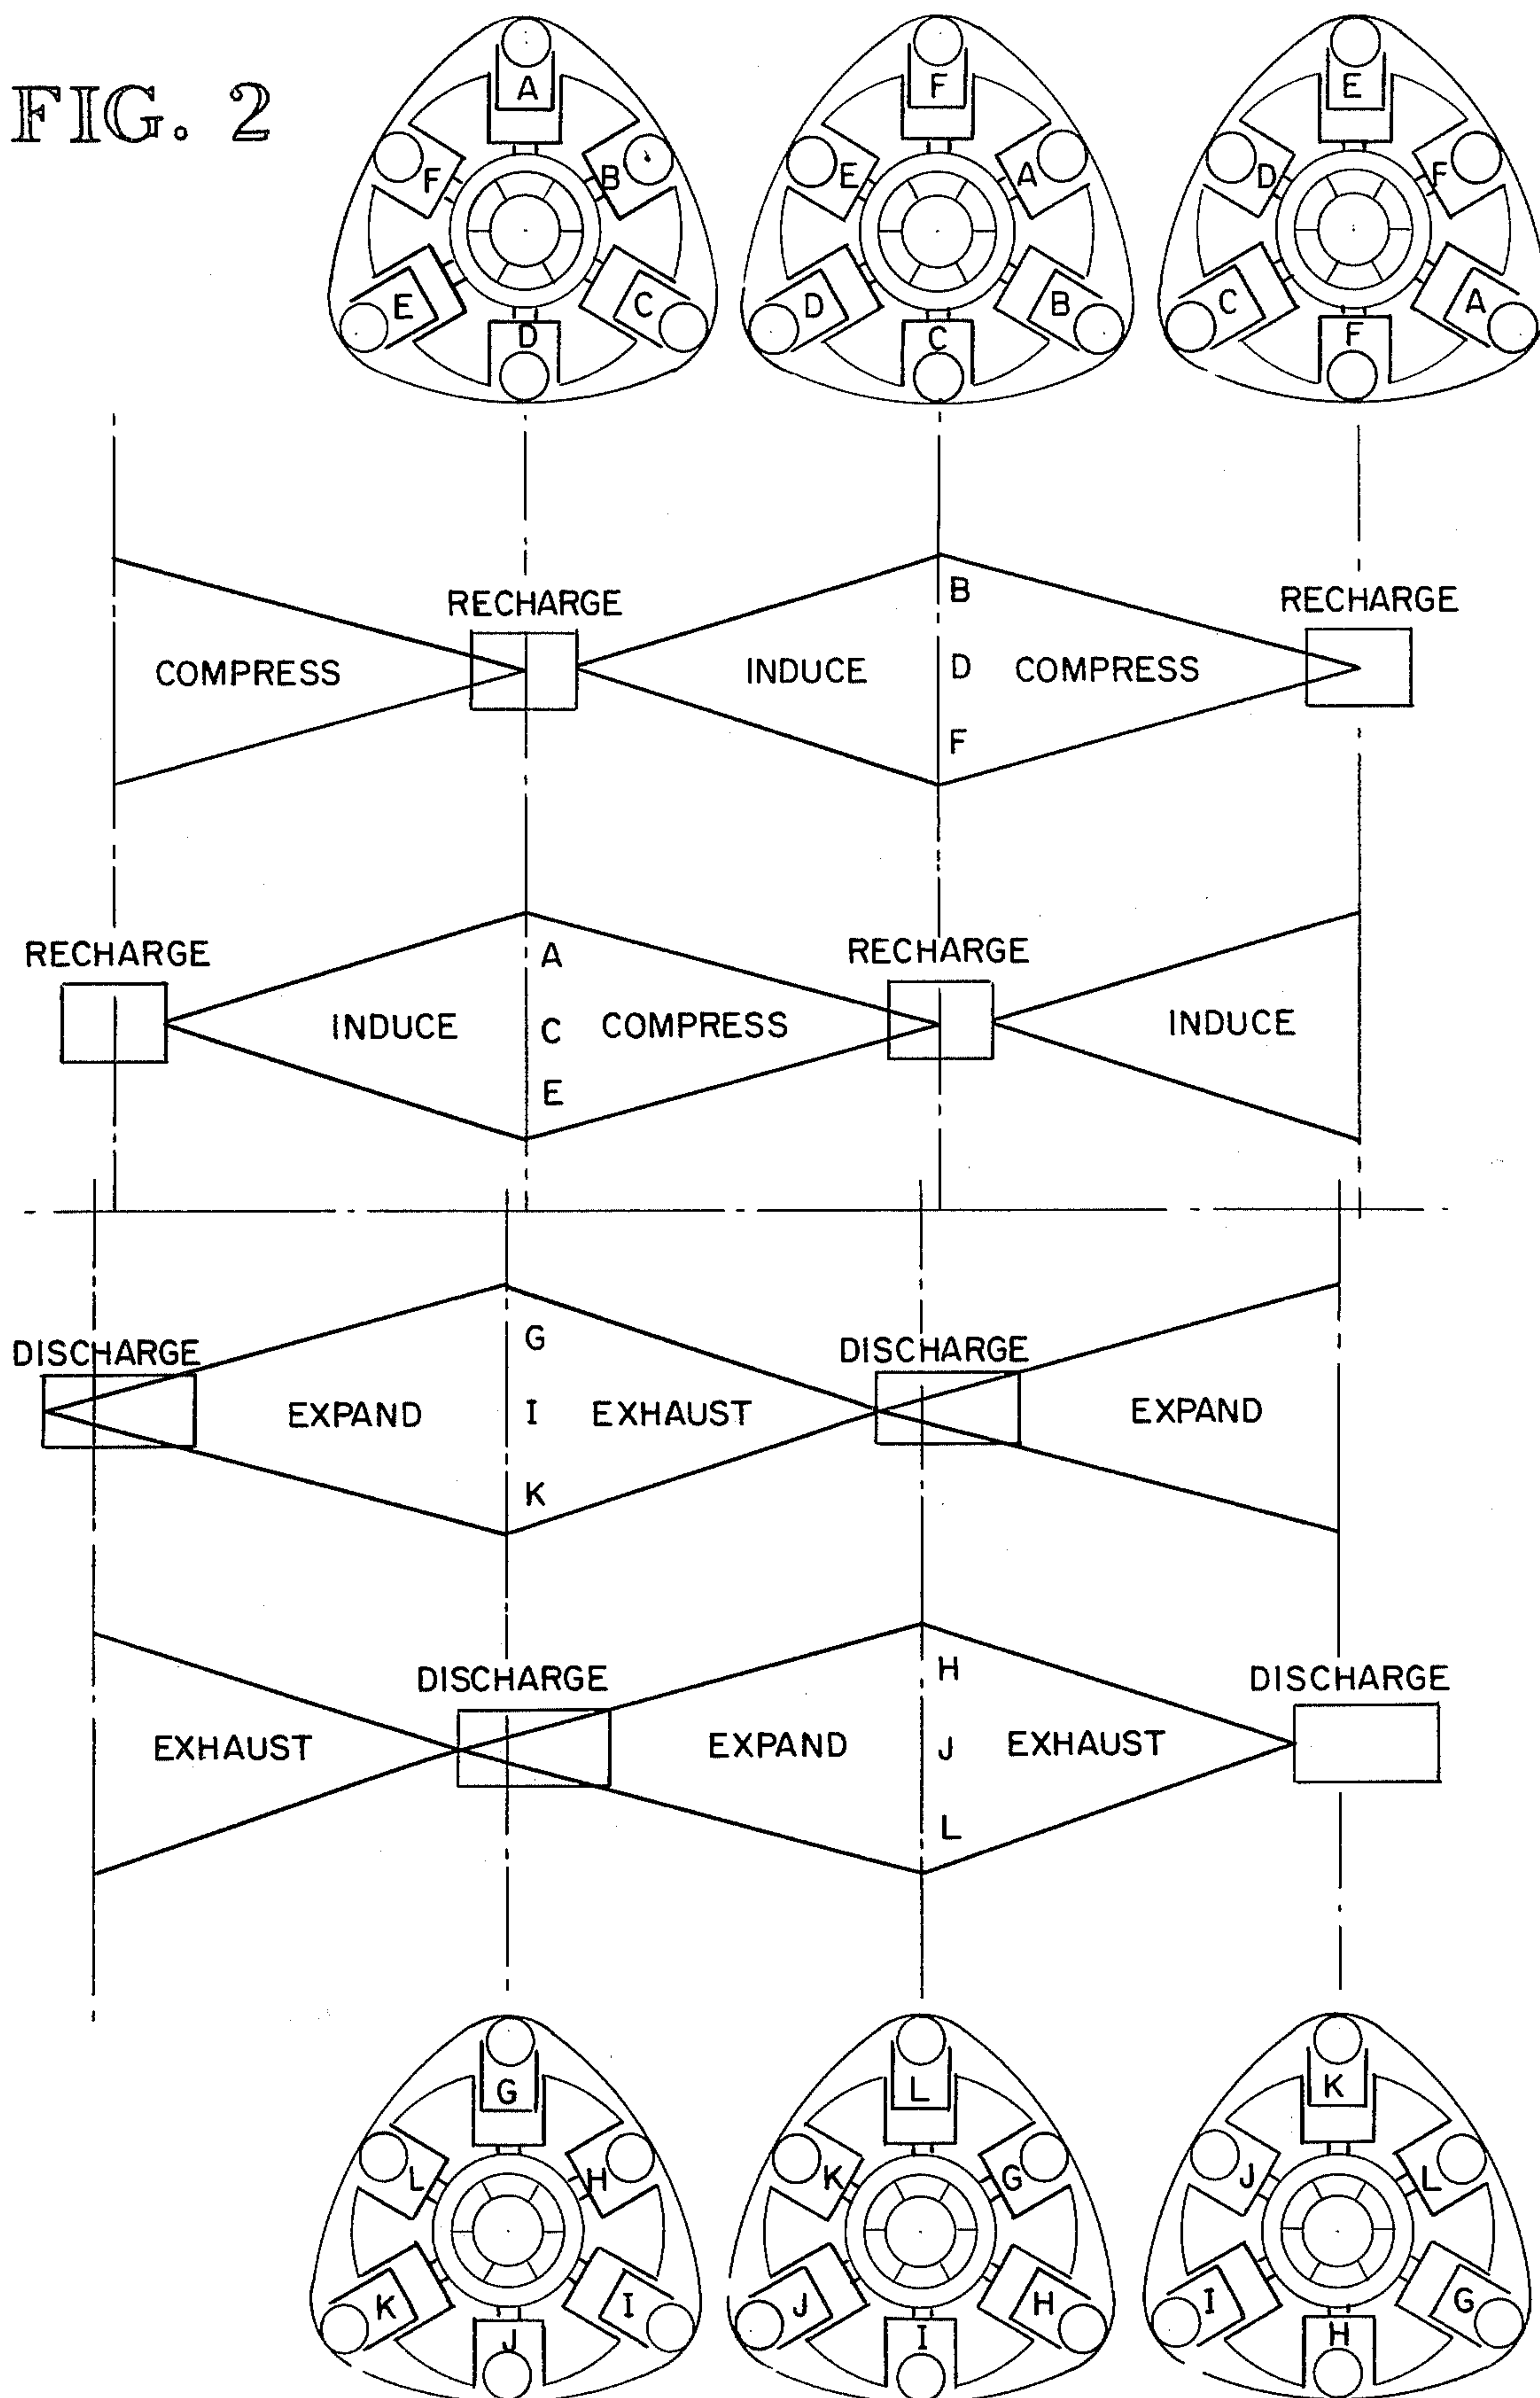 FIG. 2
A
F
B
E
C
D
F
E
A
D
B
C
E
D
F
C
A
F
RECHARGE
COMPRESS
INDUCE
B
D
F
COMPRESS
RECHARGE
RECHARGE
INDUCE
A
C
E
COMPRESS
RECHARGE
INDUCE
DISCHARGE
EXPAND
G
I
K
EXHAUST
DISCHARGE
EXPAND
EXHAUST
DISCHARGE
EXPAND
H
J
L
EXHAUST
DISCHARGE
G
L
H
K
I
J
L
K
G
J
H
I
K
J
L
I
G
H